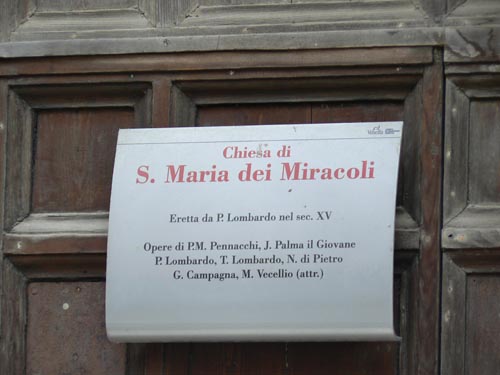 Chiesa di
S. Maria dei Miracoli
Eretta da P. Lombardo nel sec. XV
Opere di P.M. Pennacchi, J. Palma il Giovane
P. Lombardo, T. Lombardo, N. di Pietro
G. Campagna, M. Vecellio (attr.)